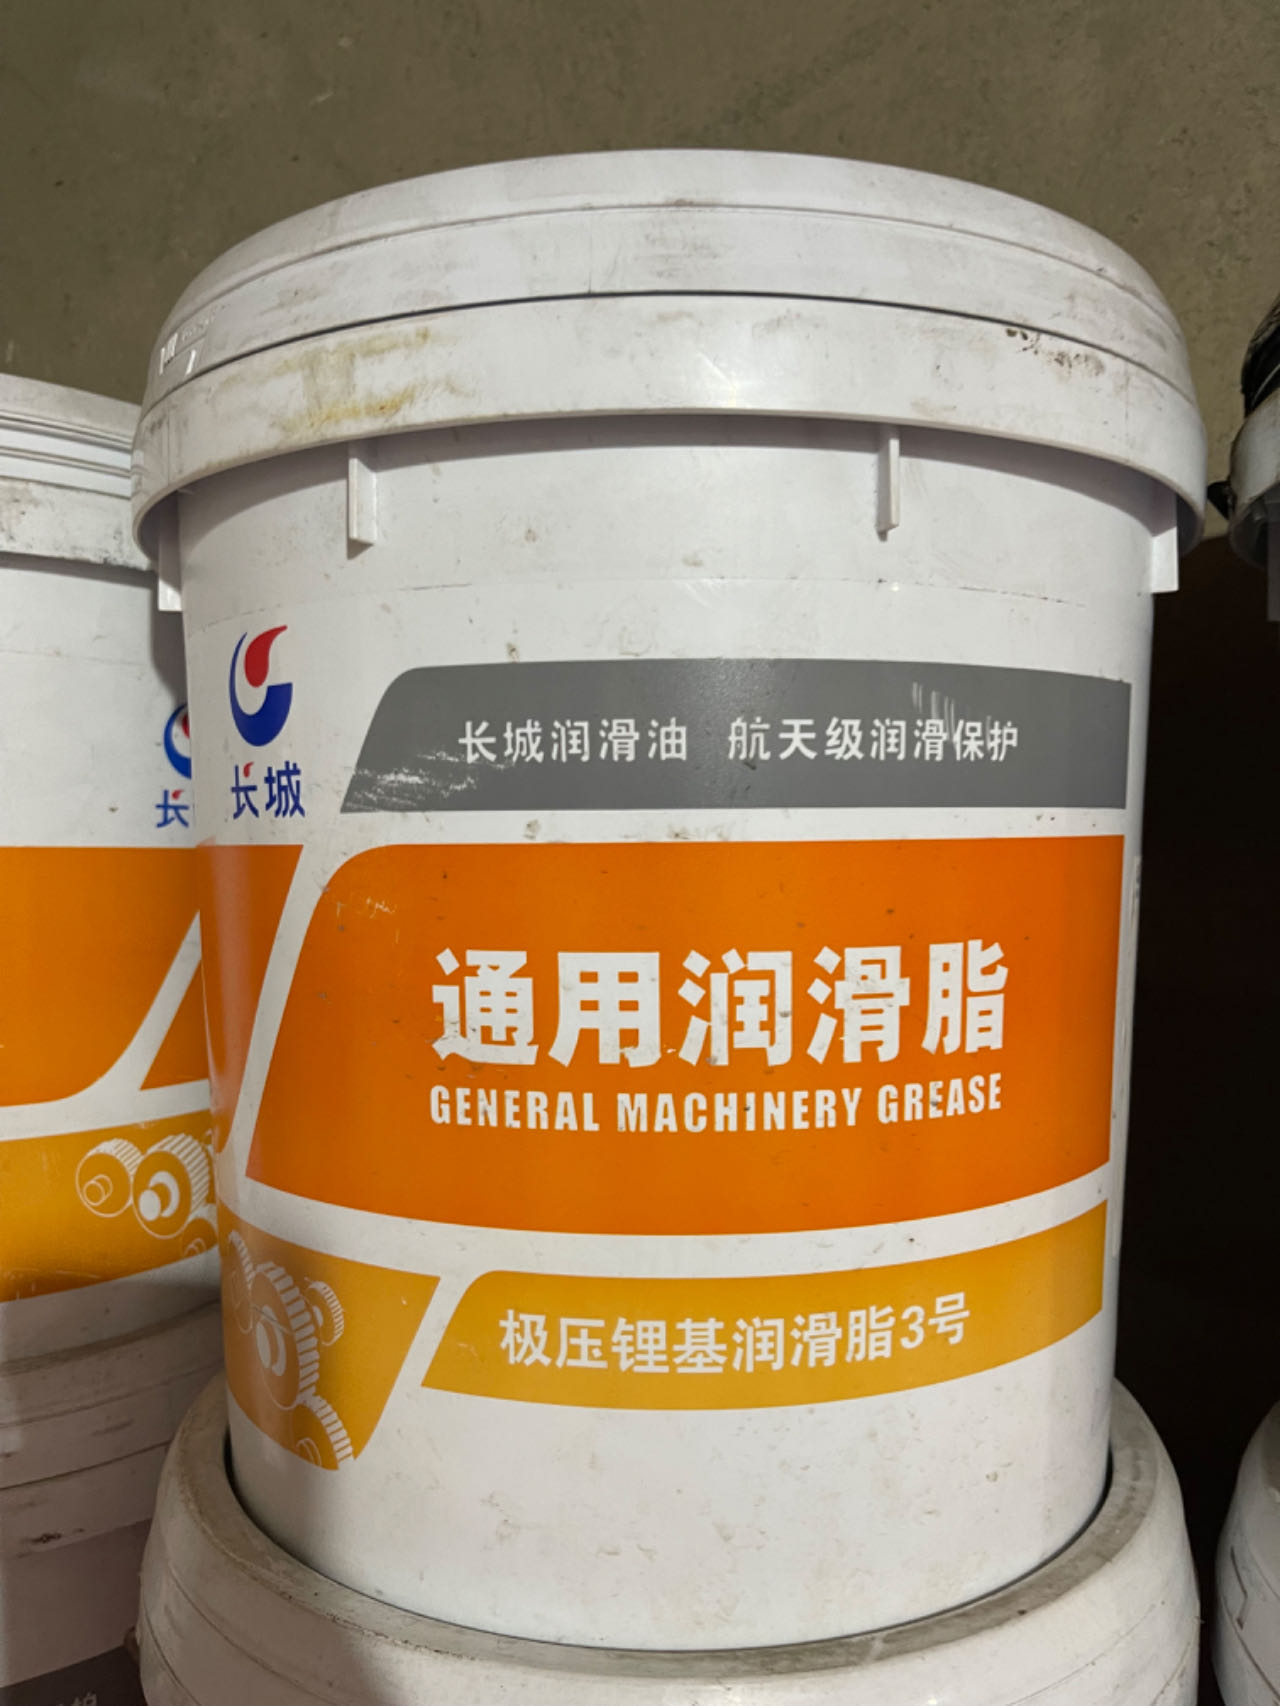 长城
长城润滑油 航天级润滑保护
通用润滑脂
GENERAL MACHINERY GREASE
极压锂基润滑脂3号
长